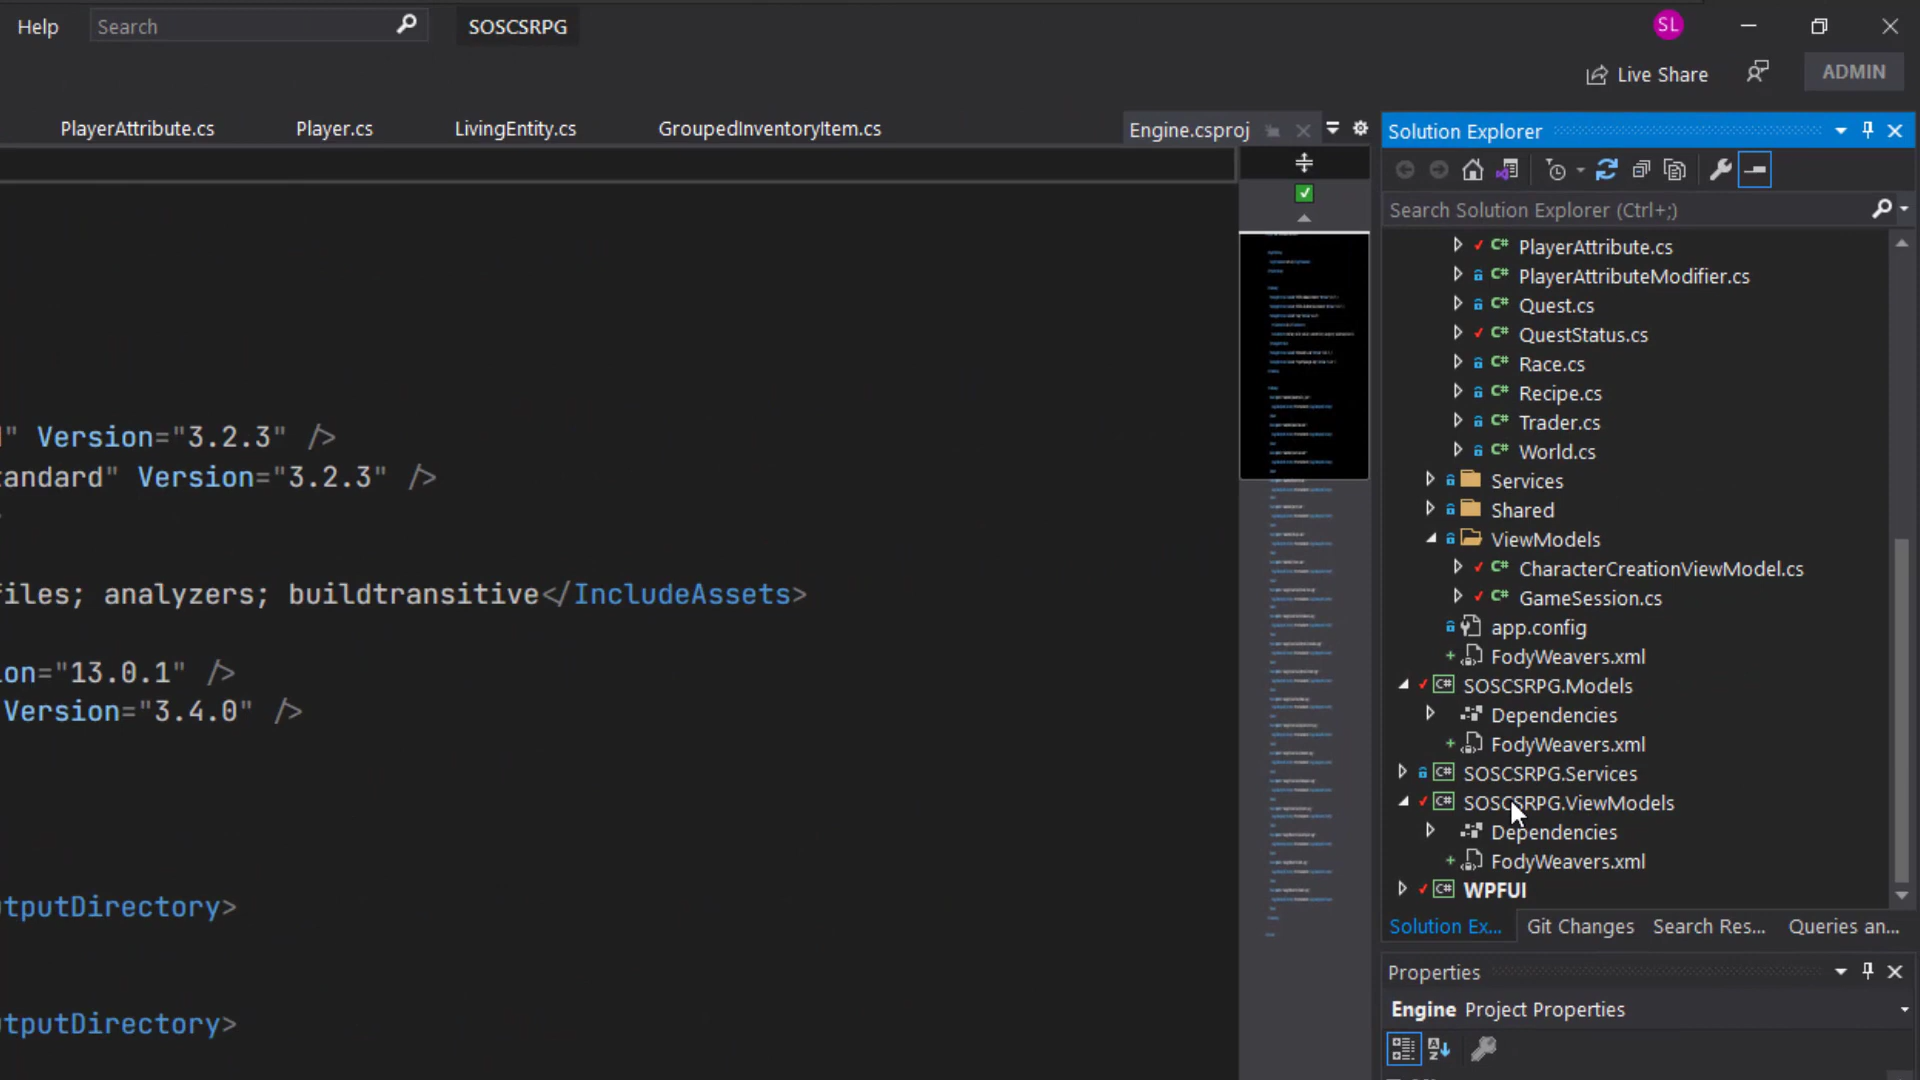 Help
Search
SOSCSRPG
SL
Live Share
ADMIN
PlayerAttribute.cs
Player.cs
LivingEntity.cs
GroupedInventoryItem.cs
Engine.csproj
Solution Explorer
Search Solution Explorer (Ctrl+;)
PlayerAttribute.cs
PlayerAttributeModifier.cs
Quest.cs
QuestStatus.cs
Race.cs
Recipe.cs
Trader.cs
World.cs
Services
Shared
ViewModels
CharacterCreationViewModel.cs
GameSession.cs
app.config
FodyWeavers.xml
SOSCSRPG.Models
Dependencies
FodyWeavers.xml
SOSCSRPG.Services
SOSCSRPG.ViewModels
Dependencies
FodyWeavers.xml
WPFUI
" Version="3.2.3" />
tandard" Version="3.2.3" />
files; analyzers; buildtransitive</IncludeAssets>
on="13.0.1" />
Version="3.4.0" />
tputDirectory>
tputDirectory>
Solution Ex...
Git Changes
Search Res...
Queries an...
Properties
Engine Project Properties